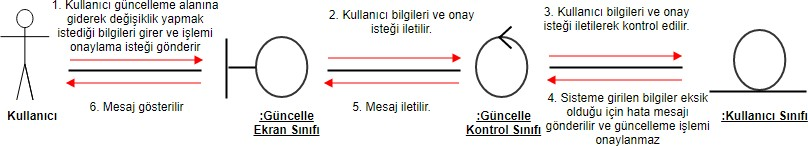 1. Kullanıcı güncelleme alanına
giderek değişiklik yapmak
istediği bilgileri girer ve işlemi
onaylama isteği gönderir
2. Kullanıcı bilgileri ve onay
isteği iletilir.
3. Kullanıcı bilgileri ve onay
isteği iletilerek kontrol edilir.
6. Mesaj gösterilir
5. Mesaj iletilir.
4. Sisteme girilen bilgiler eksik
olduğu için hata mesajı
gönderilir ve güncelleme işlemi
onaylanmaz
Kullanıcı
:Güncelle
Ekran Sınıfı
:Güncelle
Kontrol Sınıfı
:Kullanıcı Sınıfı